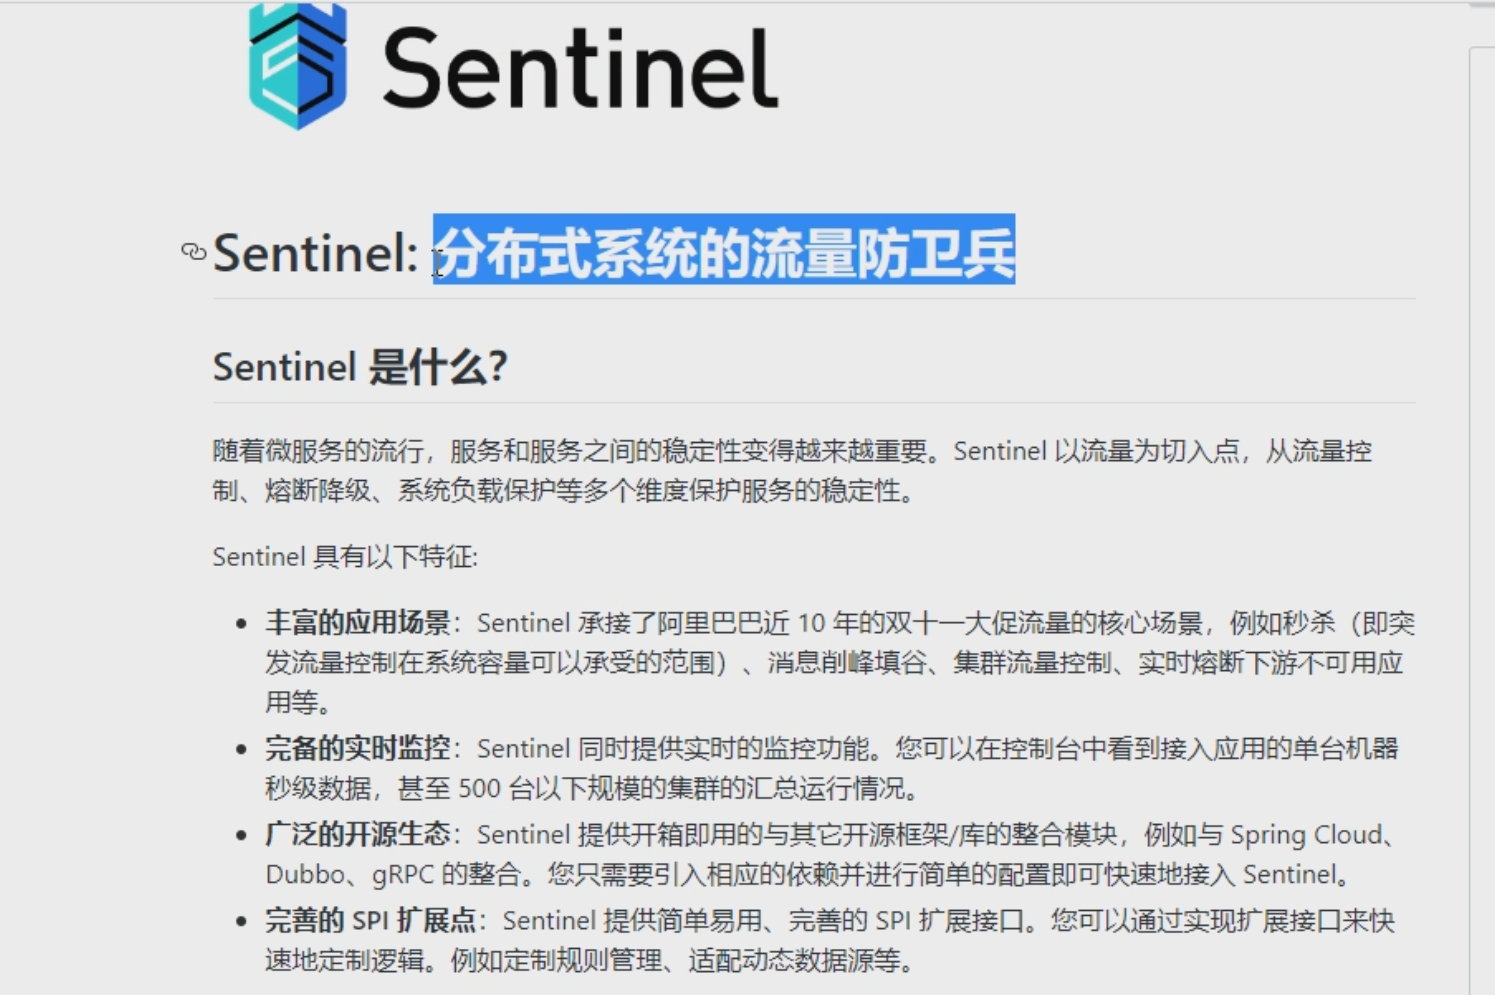 Sentinel
Sentinel: 分布式系统的流量防卫兵
Sentinel 是什么?
随着微服务的流行，服务和服务之间的稳定性变得越来越重要。Sentinel 以流量为切入点，从流量控
制、熔断降级、系统负载保护等多个维度保护服务的稳定性。
Sentinel 具有以下特征:
丰富的应用场景：Sentinel 承接了阿里巴巴近 10 年的双十一大促流量的核心场景，例如秒杀（即突
发流量控制在系统容量可以承受的范围）、消息削峰填谷、集群流量控制、实时熔断下游不可用应
用等。
完备的实时监控：Sentinel 同时提供实时的监控功能。您可以在控制台中看到接入应用的单台机器
秒级数据，甚至 500 台以下规模的集群的汇总运行情况。
广泛的开源生态：Sentinel 提供开箱即用的与其它开源框架/库的整合模块，例如与 Spring Cloud、
Dubbo、gRPC 的整合。您只需要引入相应的依赖并进行简单的配置即可快速地接入 Sentinel。
完善的 SPI 扩展点：Sentinel 提供简单易用、完善的 SPI 扩展接口。您可以通过实现扩展接口来快
速地定制逻辑。例如定制规则管理、适配动态数据源等。